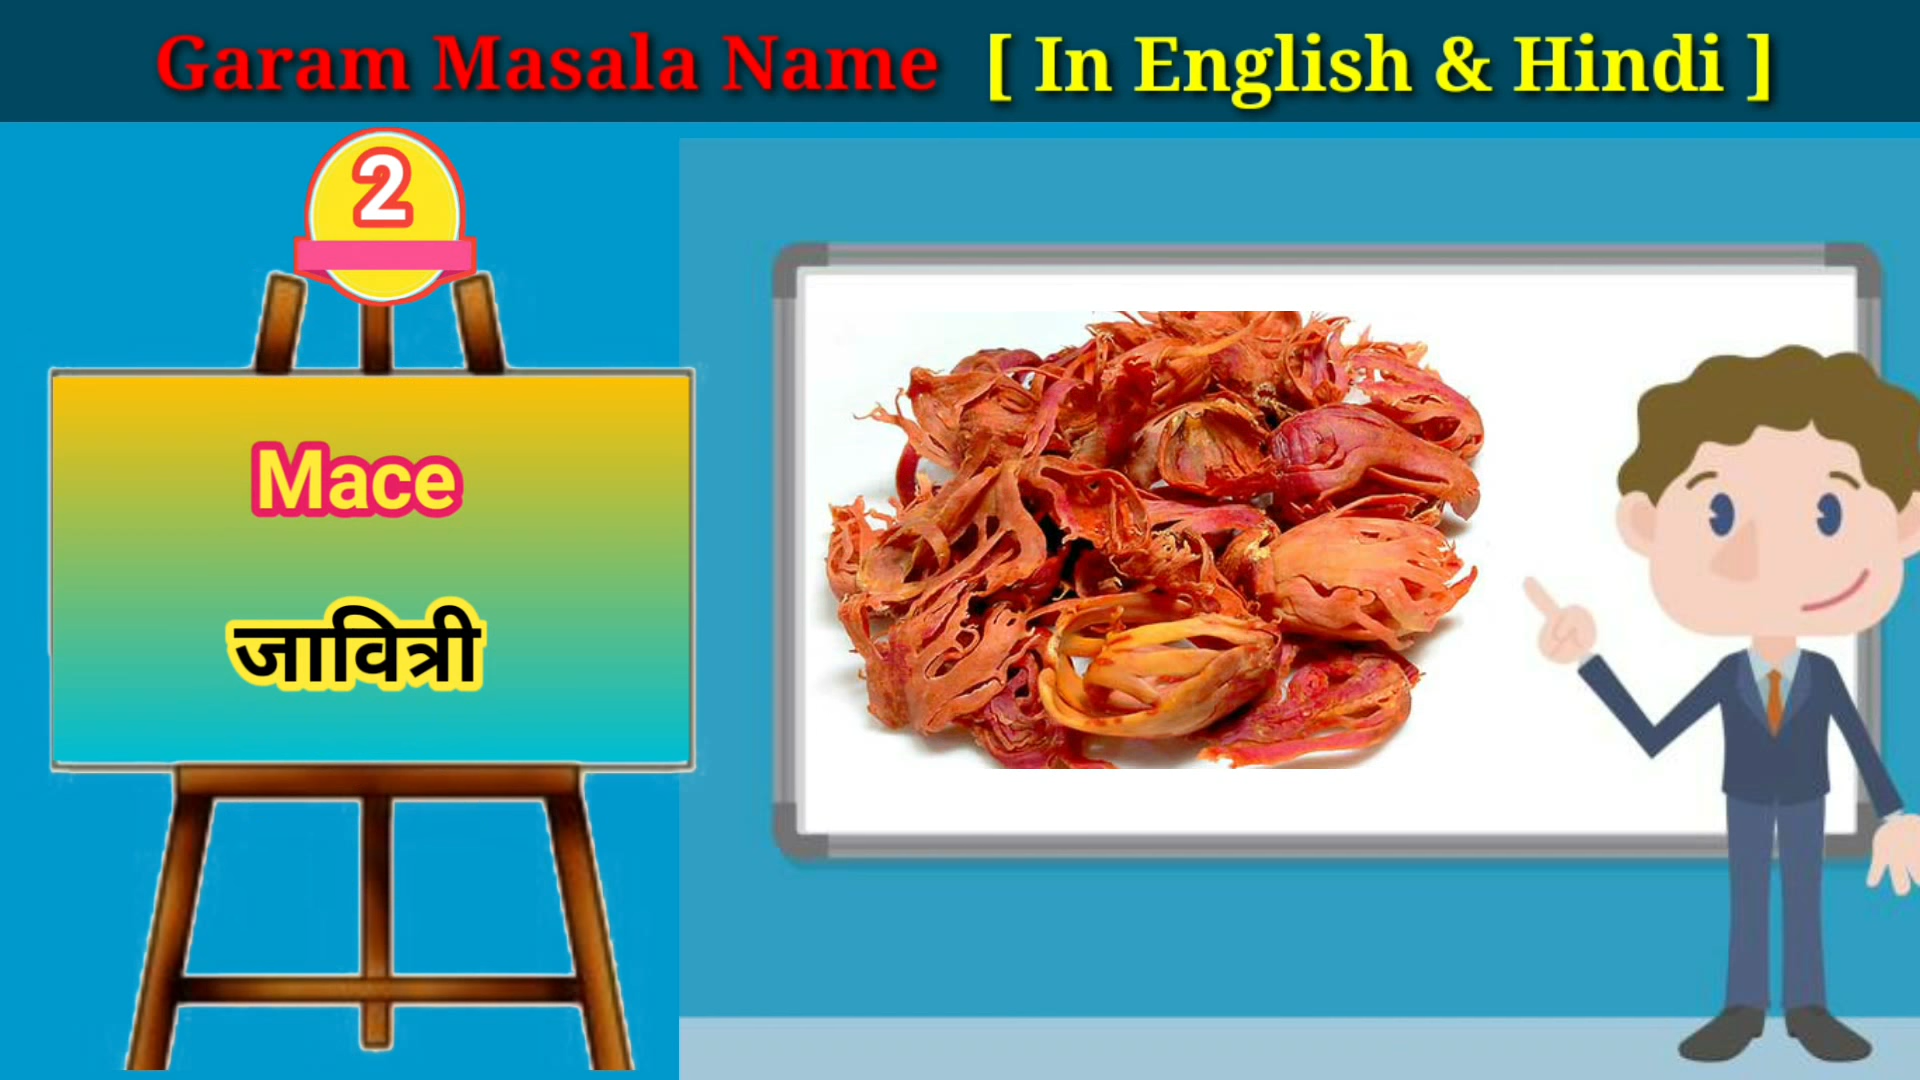 Garam Masala Name [ In English & Hindi ]
2
Mace
जावित्री